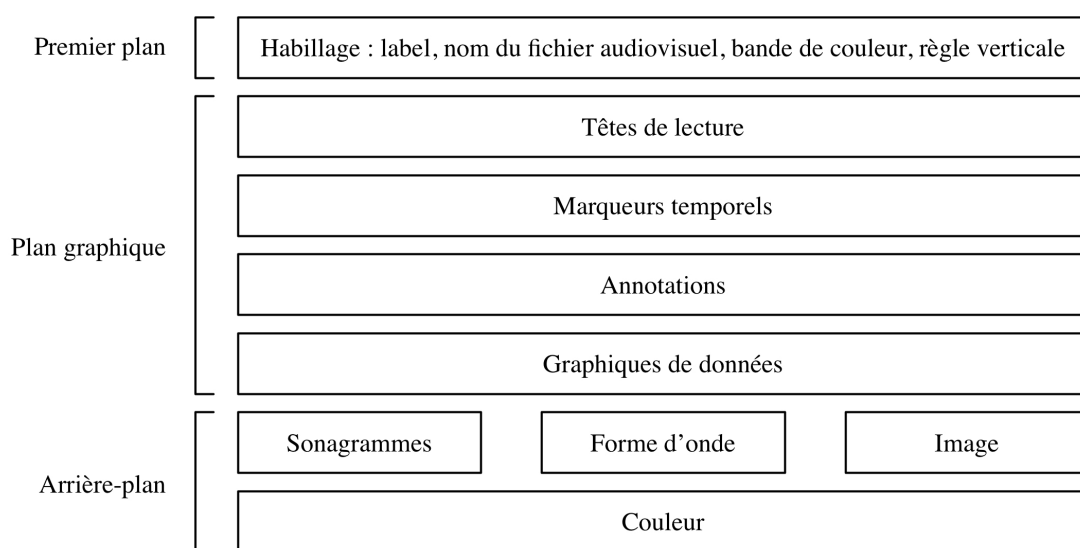 Premier plan
Habillage : label, nom du fichier audiovisuel, bande de couleur, règle verticale
Têtes de lecture
Marqueurs temporels
Plan graphique
Annotations
Graphiques de données
Sonagrammes
Forme d’onde
Image
Arrière-plan
Couleur